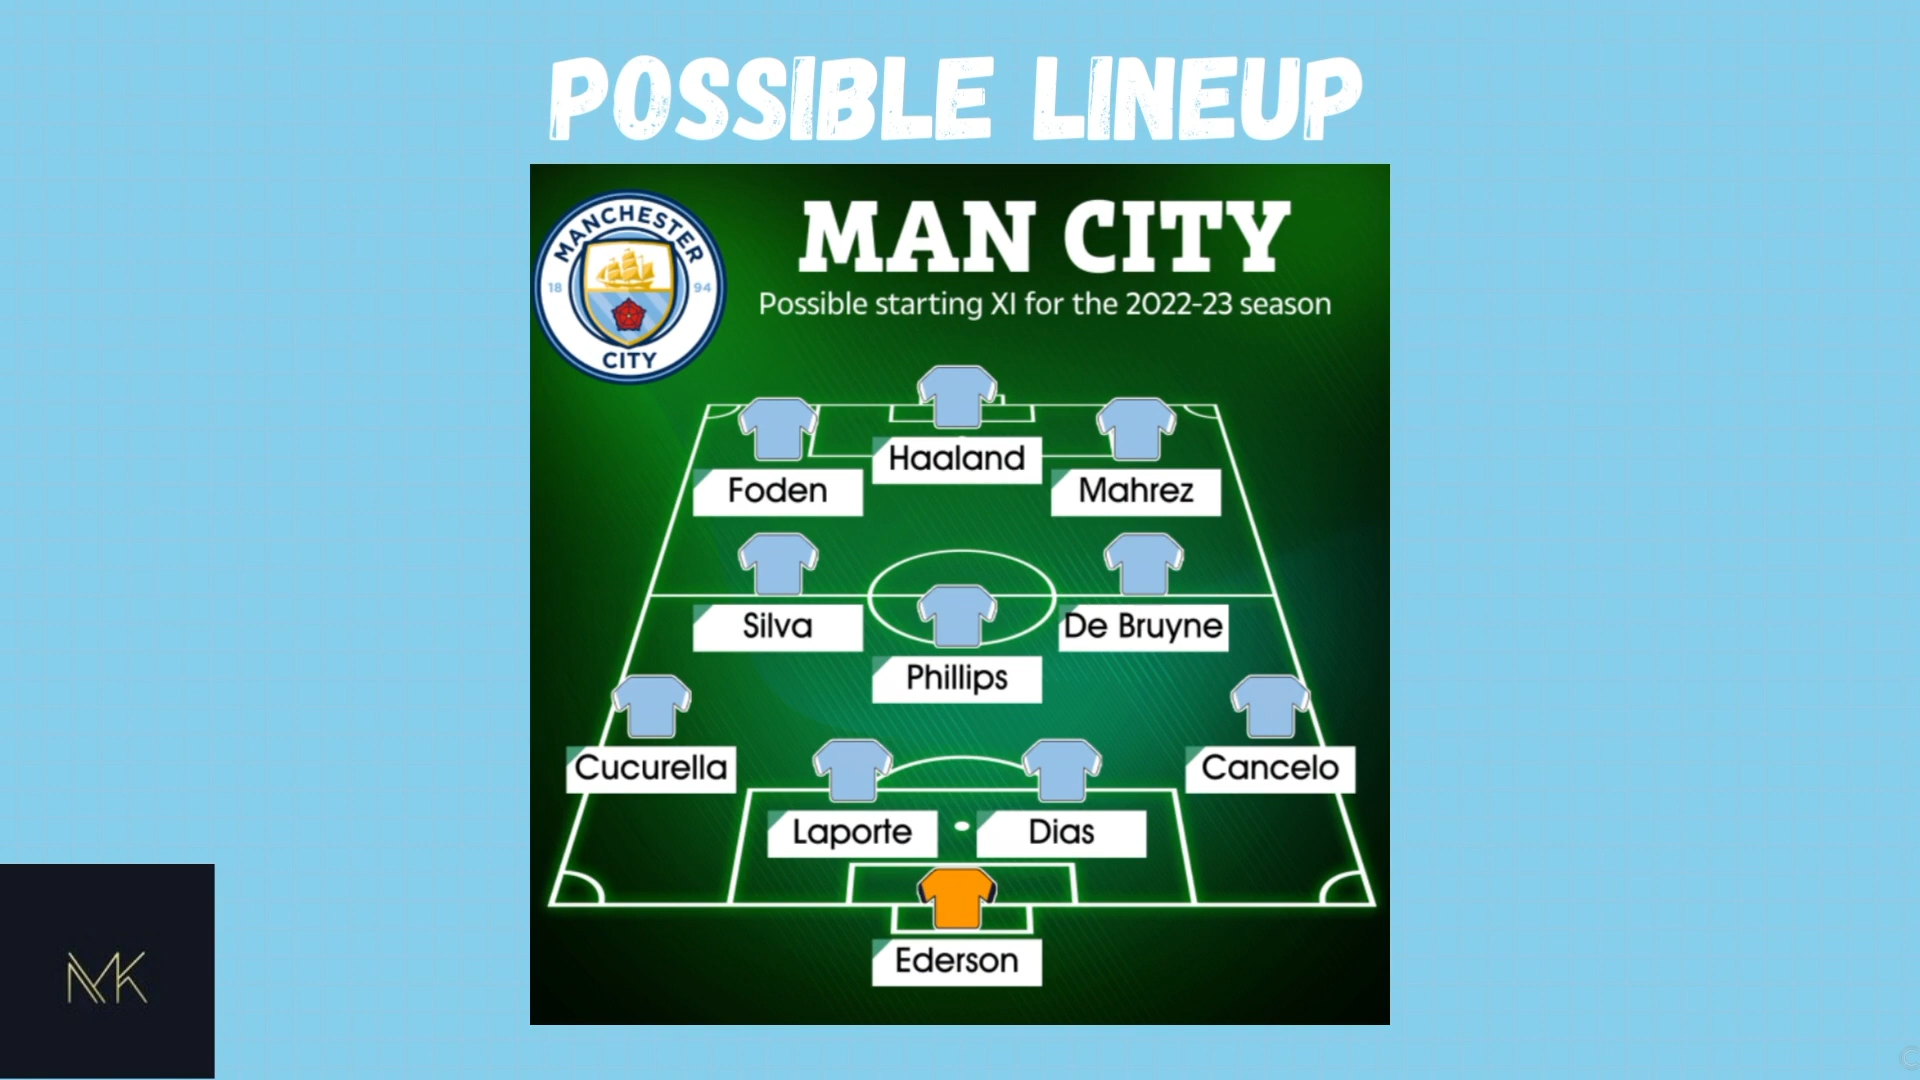 POSSIBLE LINEUP
MANCHESTER
18 94
CITY
MAN CITY
Possible starting XI for the 2022-23 season
Haaland
Foden
Mahrez
Silva
De Bruyne
Phillips
Cucurella
Cancelo
Laporte
Dias
Ederson
MK